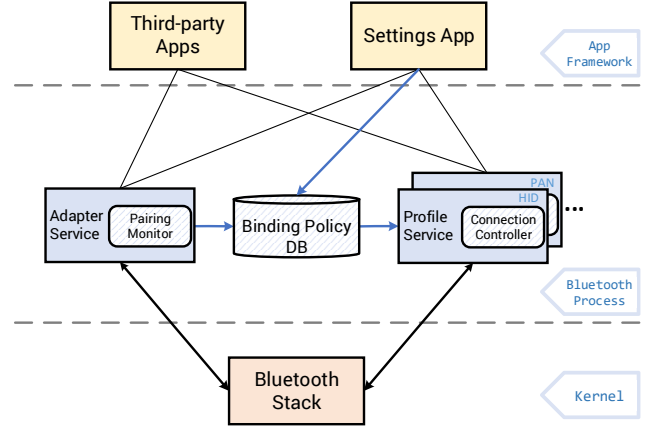 Third-party
Apps
Settings App
App
Framework
PAN
HID
Adapter
Service
Pairing
Monitor
Binding Policy
DB
Profile
Service
Connection
Controller
...
Bluetooth
Process
Bluetooth
Stack
Kernel